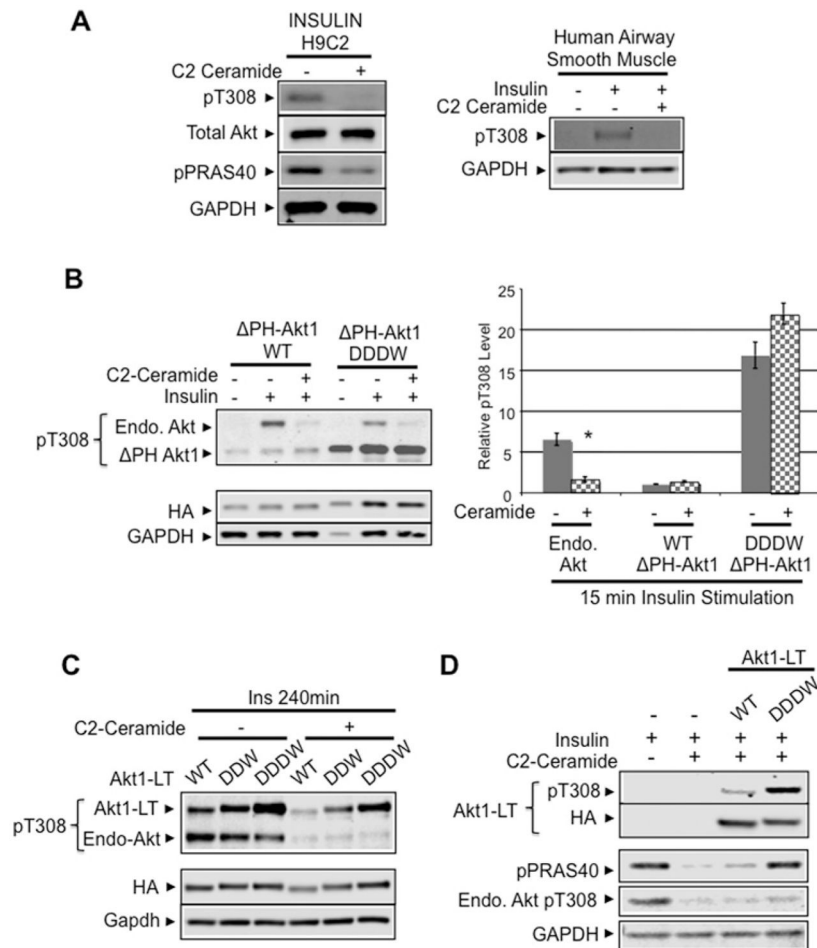 A
INSULIN
H9C2
C2 Ceramide - +
pT308
Total Akt
pPRAS40
GAPDH
Human Airway
Smooth Muscle
Insulin - + +
C2 Ceramide - - +
pT308
GAPDH
B
ΔPH-Akt1 ΔPH-Akt1
WT DDDW
C2-Ceramide - - + - - +
Insulin - + + - + +
pT308
Endo. Akt
ΔPH Akt1
HA
GAPDH
Relative pT308 Level
25
20
15
10
5
0
*
Ceramide - + - + - +
Endo. WT DDDW
Akt ΔPH-Akt1 ΔPH-Akt1
15 min Insulin Stimulation
C
Ins 240min
C2-Ceramide - +
Akt1-LT WT DDW DDDW WT DDW DDDW
pT308
Akt1-LT
Endo-Akt
HA
Gapdh
D
Akt1-LT
- - WT DDDW
Insulin + + + +
C2-Ceramide - + + +
Akt1-LT
pT308
HA
pPRAS40
Endo. Akt pT308
GAPDH